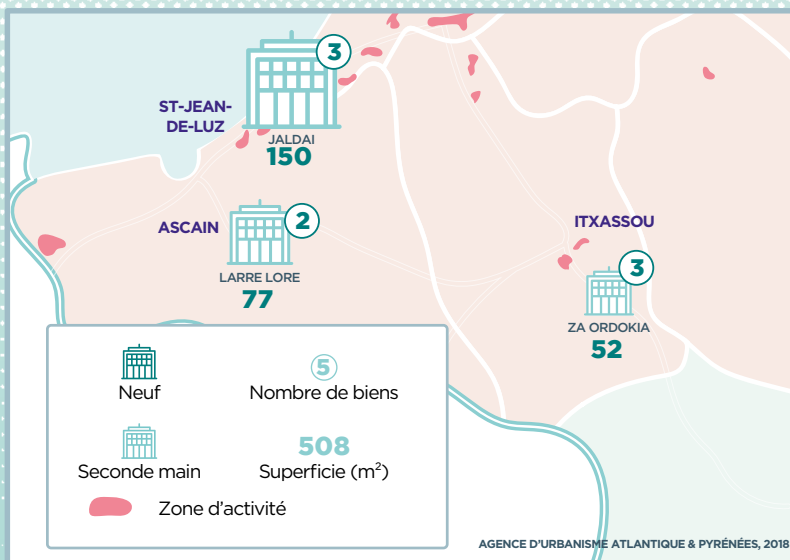 3
ST-JEAN-
DE-LUZ
JALDAI
150
ASCAIN
2
LARRE LORE
77
ITXASSOU
3
ZA ORDOKIA
52
Neuf
5
Nombre de biens
Seconde main
508
Superficie (m²)
Zone d'activité
AGENCE D'URBANISME ATLANTIQUE & PYRÉNÉES, 2018